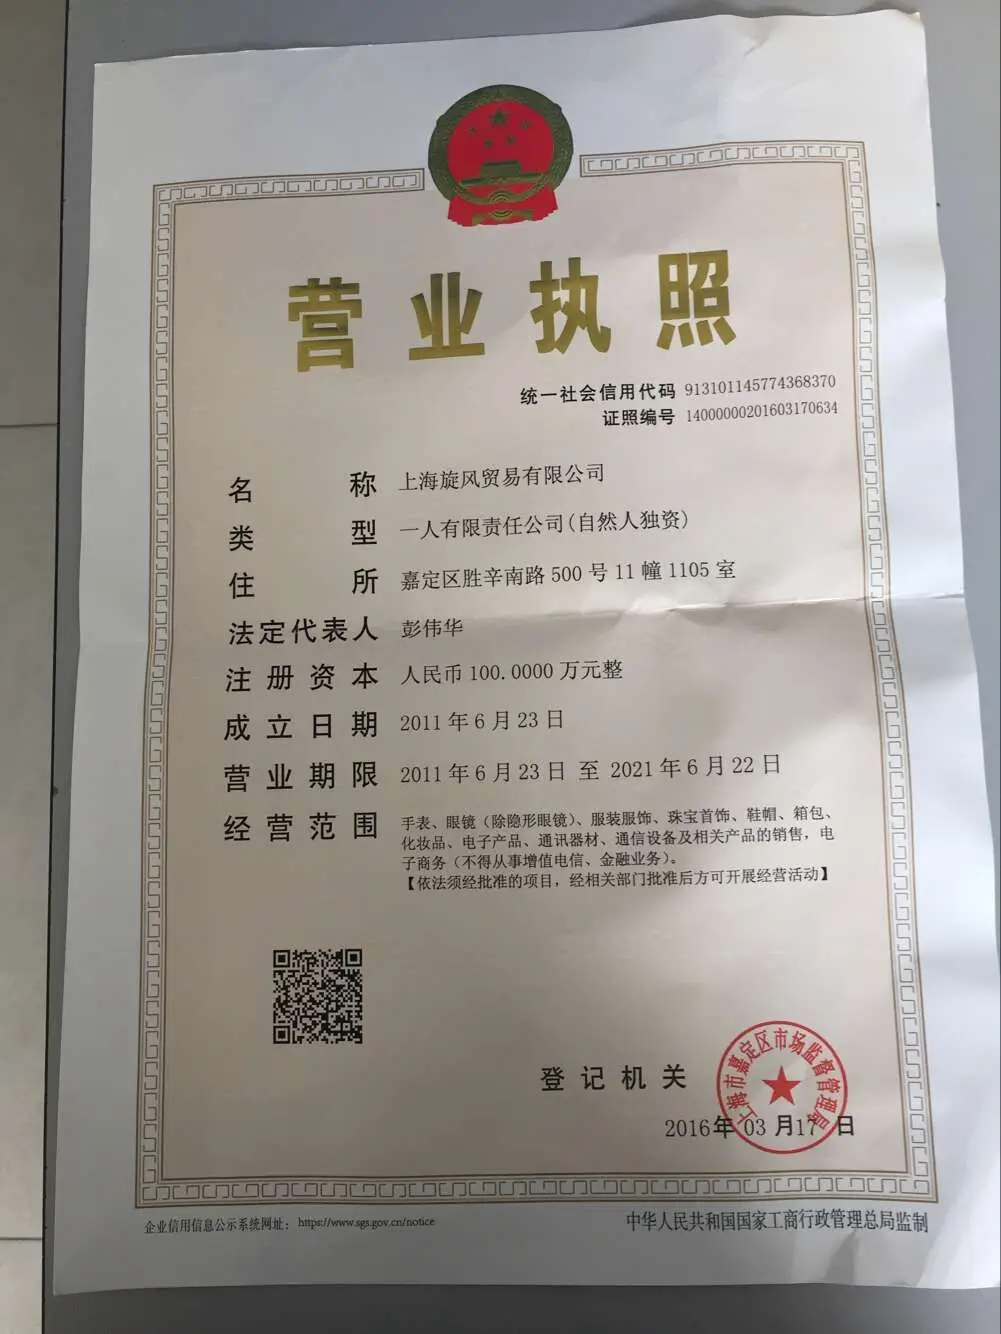 营业执照
统一社会信用代码 913101145774368370
证照编号 14000000201603170634
名称 上海旋风贸易有限公司
类型 一人有限责任公司(自然人独资)
住所 嘉定区胜辛南路500号11幢1105室
法定代表人 彭伟华
注册资本 人民币100.0000万元整
成立日期 2011年6月23日
营业期限 2011年6月23日 至 2021年6月22日
经营范围 手表、眼镜(除隐形眼镜)、服装服饰、珠宝首饰、鞋帽、箱包、
化妆品、电子产品、通讯器材、通信设备及相关产品的销售,电
子商务(不得从事增值电信、金融业务)。
【依法须经批准的项目,经相关部门批准后方可开展经营活动】
登记机关
上海市嘉定区市场监督管理局
2016年03月17日
企业信用信息公示系统网址: https://www.sgs.gov.cn/notice
中华人民共和国国家工商行政管理总局监制